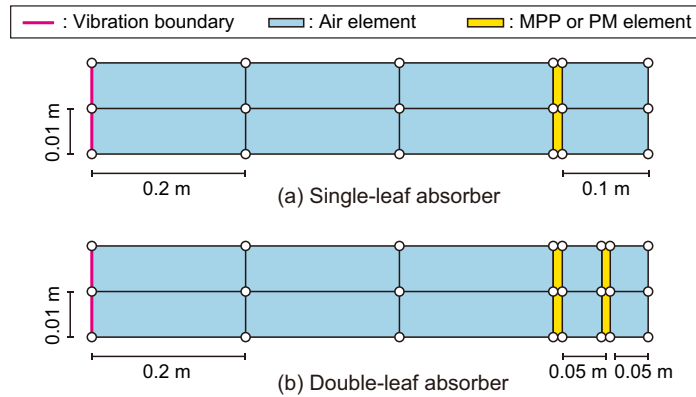 : Vibration boundary : Air element : MPP or PM element
0.01 m
0.2 m
(a) Single-leaf absorber
0.1 m
0.01 m
0.2 m
(b) Double-leaf absorber
0.05 m
0.05 m